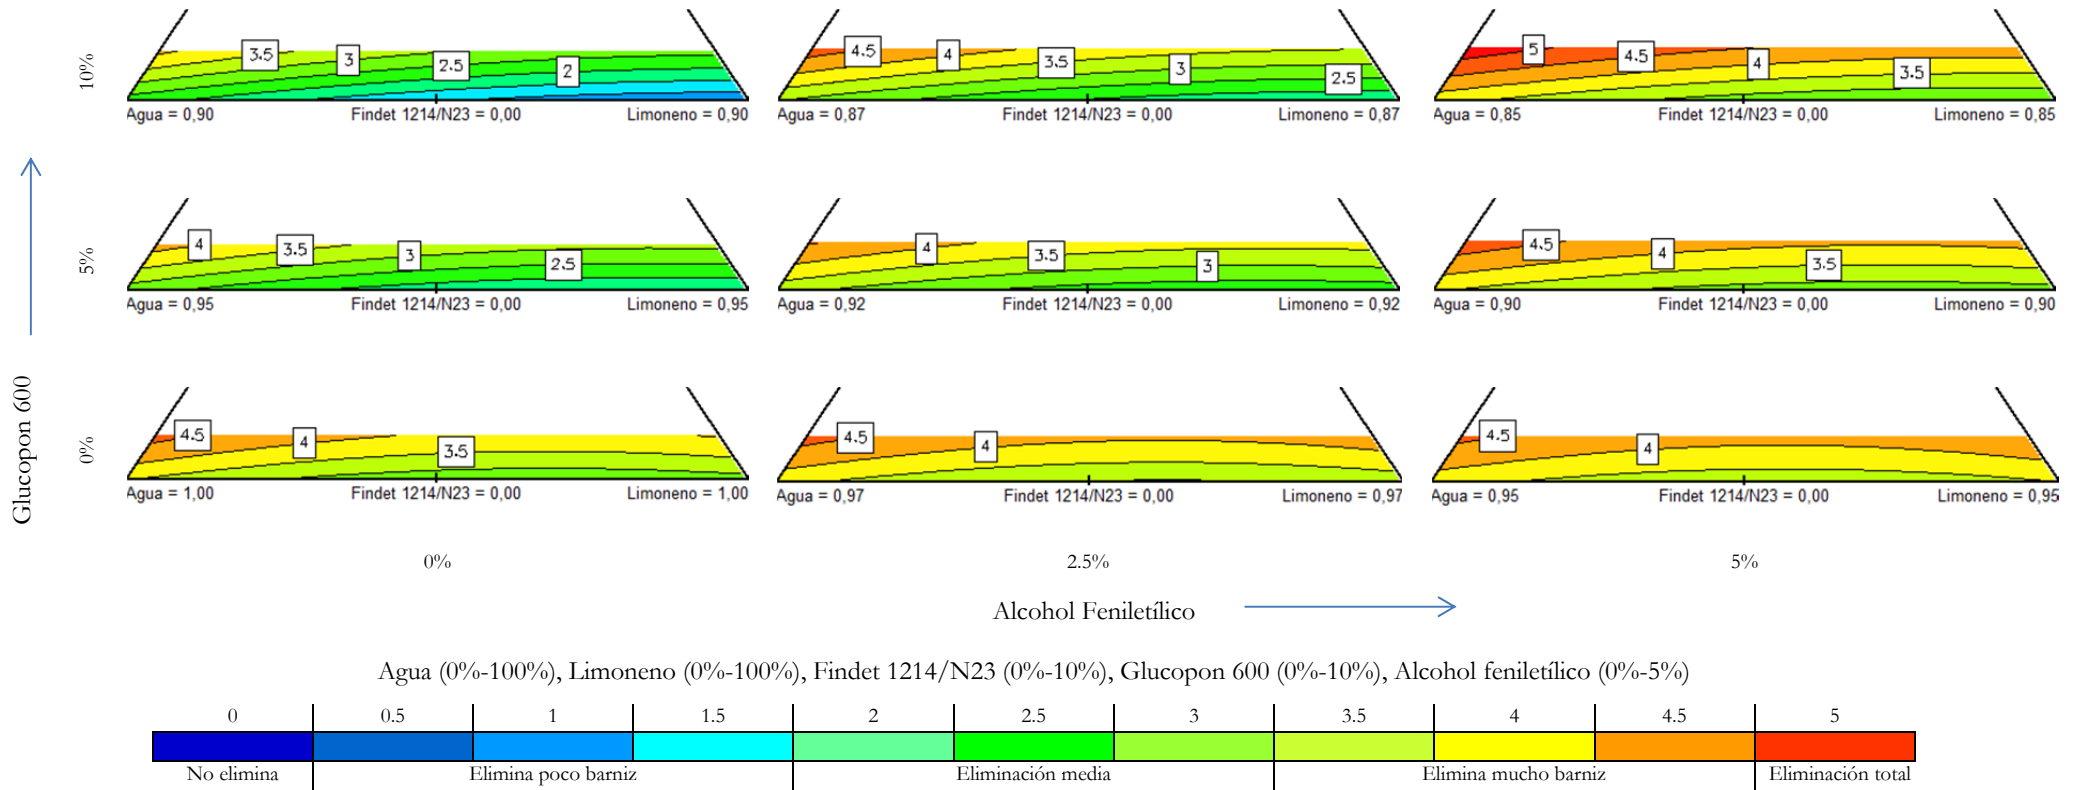 10%
3.5 3 2.5 2
Agua = 0,90 Findet 1214/N23 = 0,00 Limoneno = 0,90
4.5 4 3.5 3 2.5
Agua = 0,87 Findet 1214/N23 = 0,00 Limoneno = 0,87
5 4.5 4 3.5
Agua = 0,85 Findet 1214/N23 = 0,00 Limoneno = 0,85
5%
4 3.5 3 2.5
Agua = 0,95 Findet 1214/N23 = 0,00 Limoneno = 0,95
4 3.5 3
Agua = 0,92 Findet 1214/N23 = 0,00 Limoneno = 0,92
4.5 4 3.5
Agua = 0,90 Findet 1214/N23 = 0,00 Limoneno = 0,90
Glucopon 600
0%
4.5 4 3.5
Agua = 1,00 Findet 1214/N23 = 0,00 Limoneno = 1,00
4.5 4
Agua = 0,97 Findet 1214/N23 = 0,00 Limoneno = 0,97
4.5 4
Agua = 0,95 Findet 1214/N23 = 0,00 Limoneno = 0,95
0% 2.5% 5%
Alcohol Feniletílico
Agua (0%-100%), Limoneno (0%-100%), Findet 1214/N23 (0%-10%), Glucopon 600 (0%-10%), Alcohol feniletílico (0%-5%)
0 0.5 1 1.5 2 2.5 3 3.5 4 4.5 5
No elimina Elimina poco barniz Eliminación media Elimina mucho barniz Eliminación total